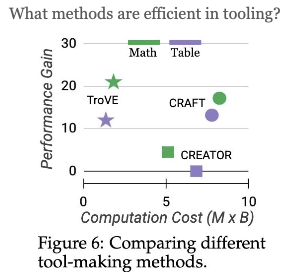 What methods are efficient in tooling?
30
Math Table
20
TroVE
CRAFT
10
CREATOR
0
Performance Gain
0 5 10
Computation Cost (M x B)
Figure 6: Comparing different
tool-making methods.